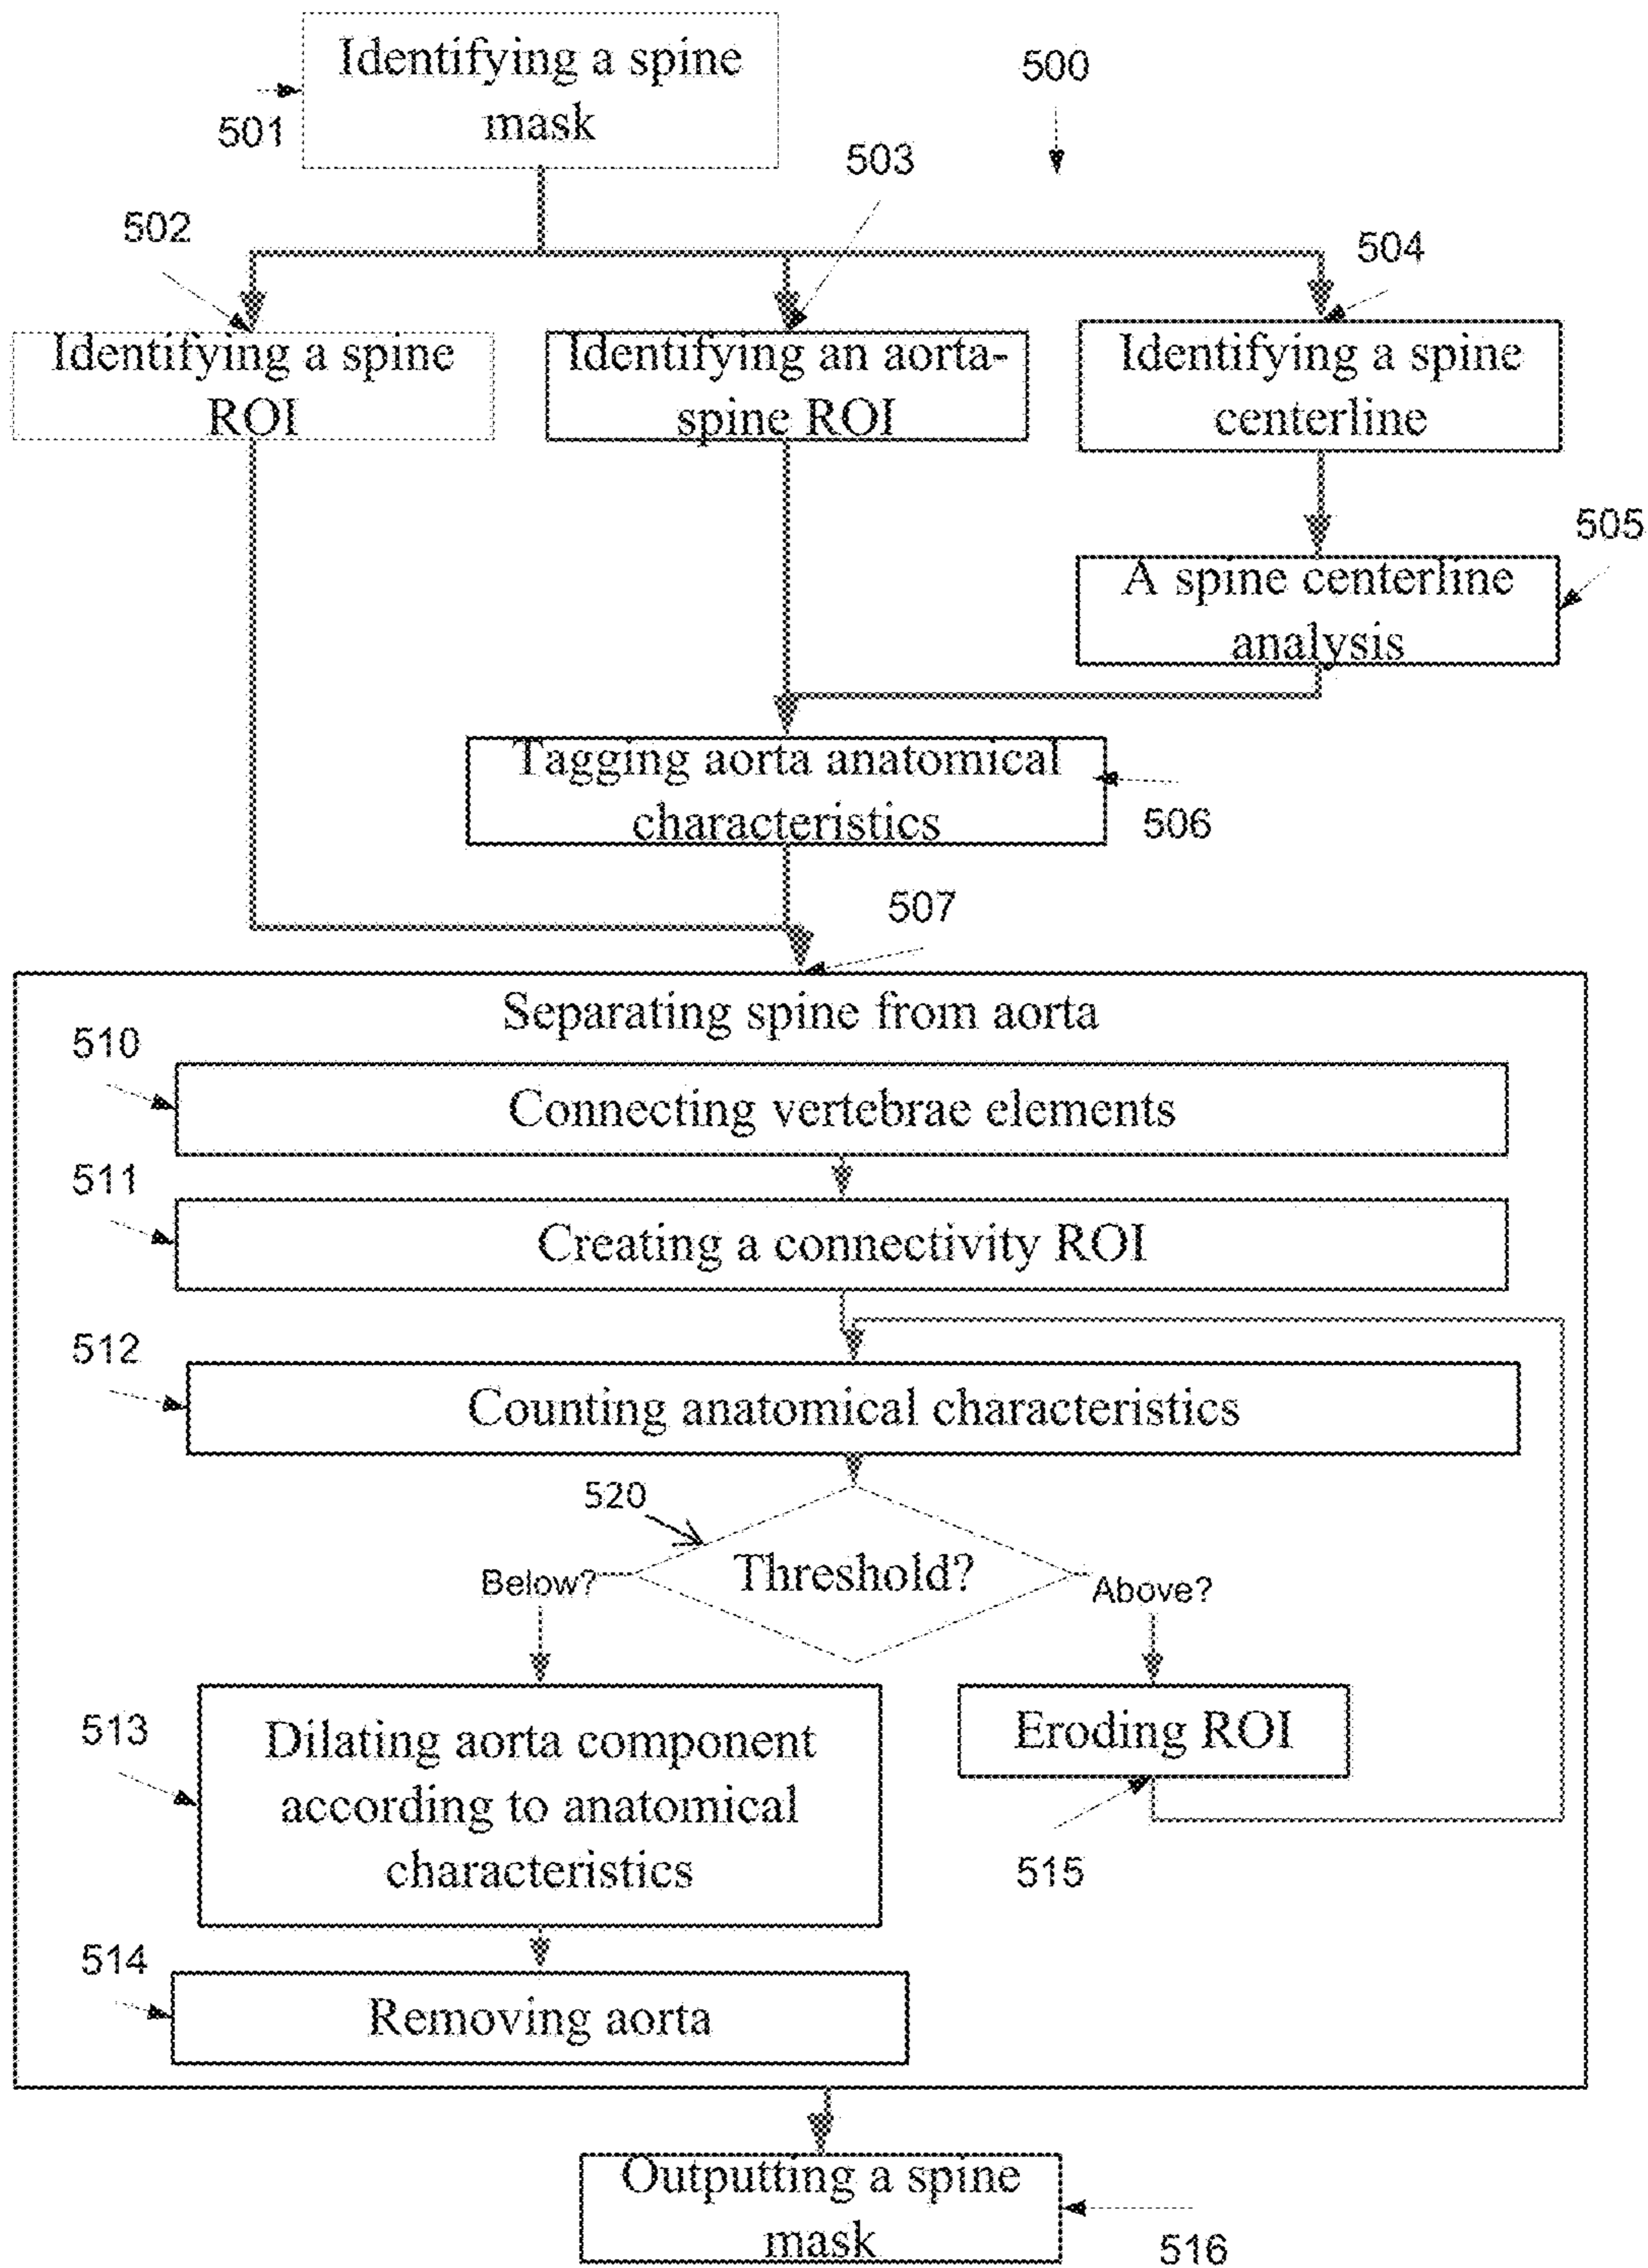 Identifying a spine
mask
501
500
503
502
504
Identifying a spine
ROI
Identifying an aorta-
spine ROI
Identifying a spine
centerline
505
A spine centerline
analysis
Tagging aorta anatomical
characteristics
506
507
Separating spine from aorta
510
Connecting vertebrae elements
511
Creating a connectivity ROI
512
Counting anatomical characteristics
520
Threshold?
Below?
Above?
513
Dilating aorta component
according to anatomical
characteristics
Eroding ROI
515
514
Removing aorta
Outputting a spine
mask
516